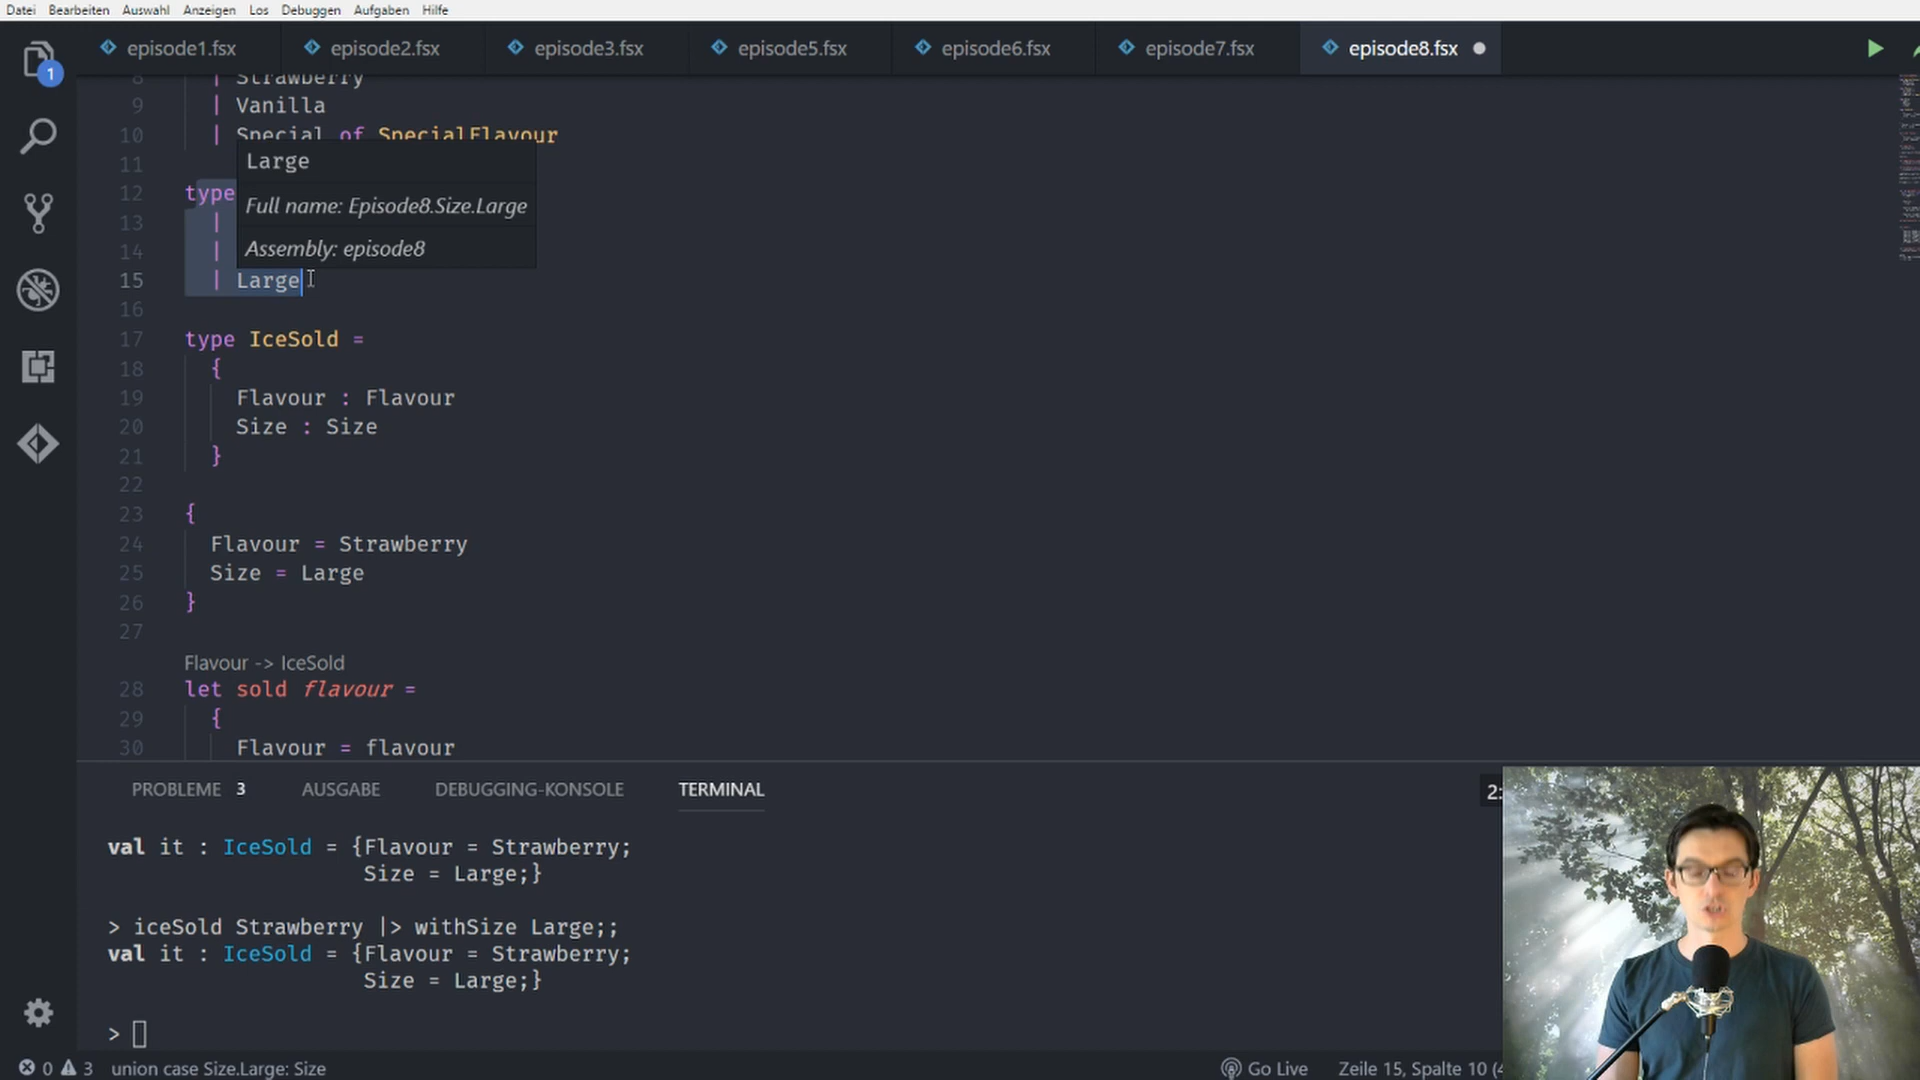 Datei Bearbeiten Auswahl Anzeigen Los Debuggen Aufgaben Fenster Hilfe
1
episode1.fsx episode2.fsx episode3.fsx episode5.fsx episode6.fsx episode7.fsx episode8.fsx
8 | Strawberry
9 | Vanilla
10 | Special of SpecialFlavour
11
Large
12 type
Full name: Episode8.Size.Large
13 |
14 |
Assembly: episode8
15 | Large
16
17 type IceSold =
18 {
19 Flavour : Flavour
20 Size : Size
21 }
22
23 {
24 Flavour = Strawberry
25 Size = Large
26 }
27
Flavour -> IceSold
28 let sold flavour =
29 {
30 Flavour = flavour
PROBLEME 3 AUSGABE DEBUGGING-KONSOLE TERMINAL 2:
val it : IceSold = {Flavour = Strawberry;
Size = Large;}
> iceSold Strawberry |> withSize Large;;
val it : IceSold = {Flavour = Strawberry;
Size = Large;}
>
0 3 union case Size.Large: Size Go Live Zeile 15, Spalte 10 (4